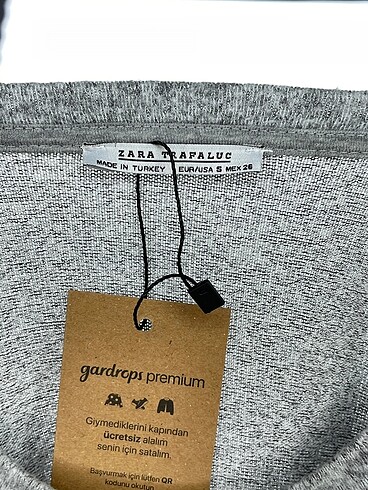 ZARA TRAFALUC
MADE IN TURKEY EUR/USA S MEX 26
gardrops premium
Giymediklerini kapından
ücretsiz alalım
senin için satalım.
Başvurmak için lütfen QR
kodunu okutun